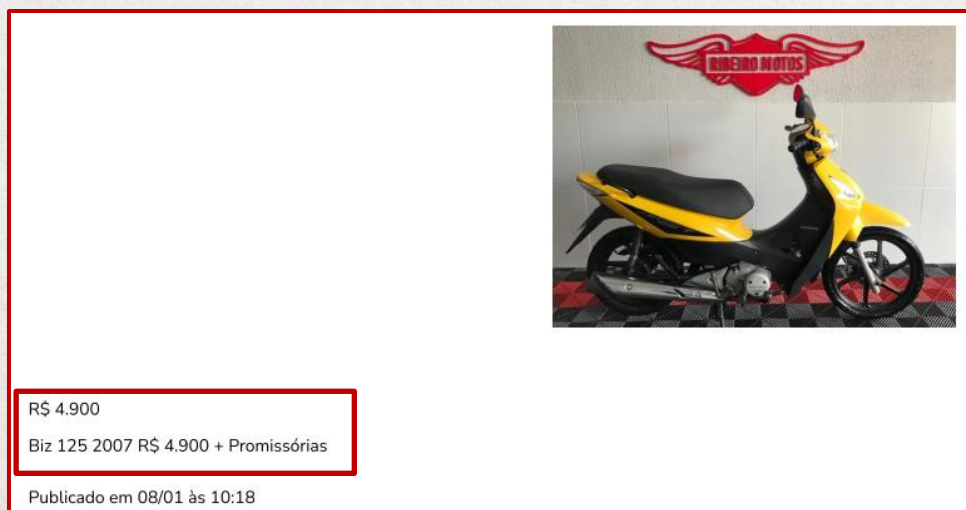 RIBEIRO MOTOS
R$ 4.900
Biz 125 2007 R$ 4.900 + Promissórias
Publicado em 08/01 às 10:18